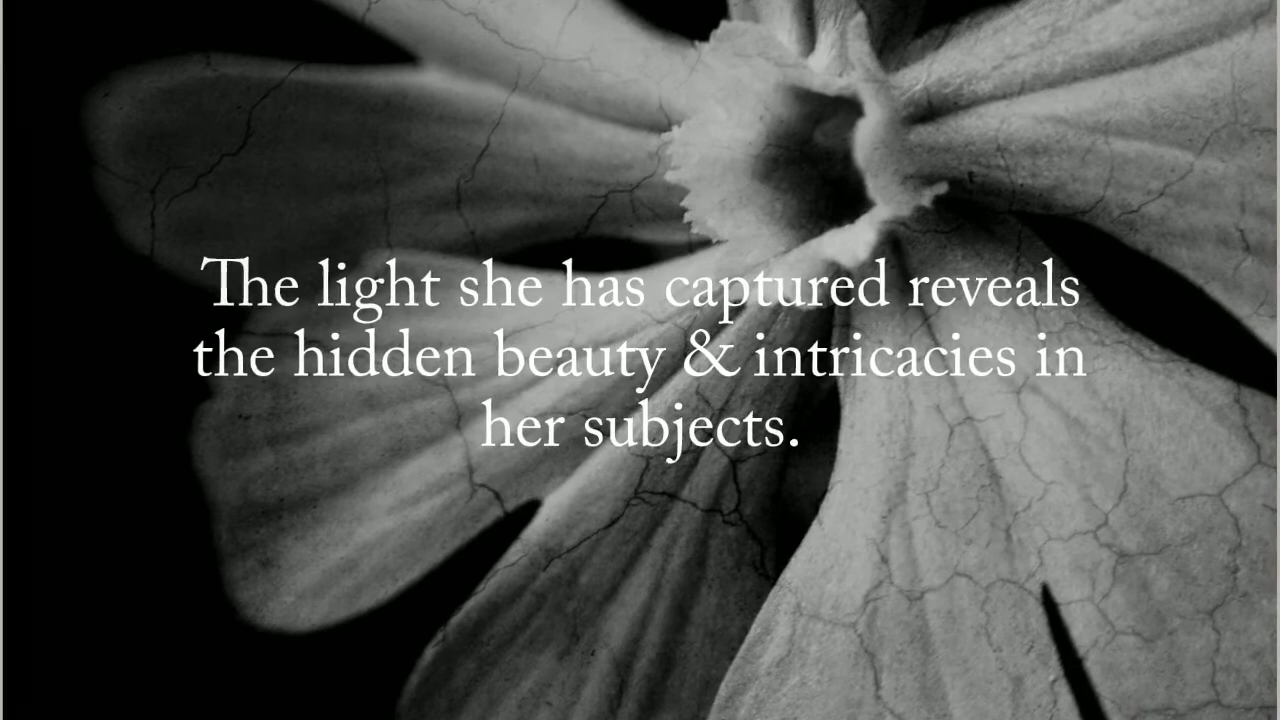 The light she has captured reveals
the hidden beauty & intricacies in
her subjects.